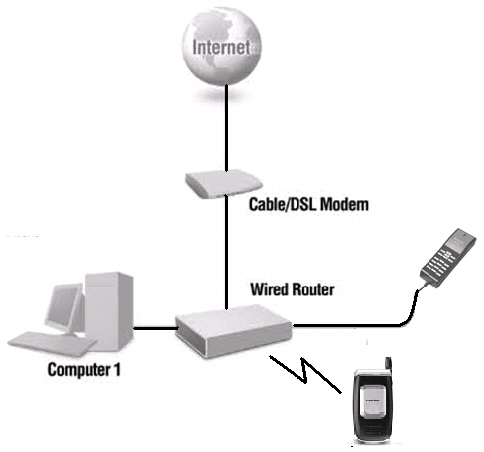 Internet
Cable/DSL Modem
Wired Router
Computer 1